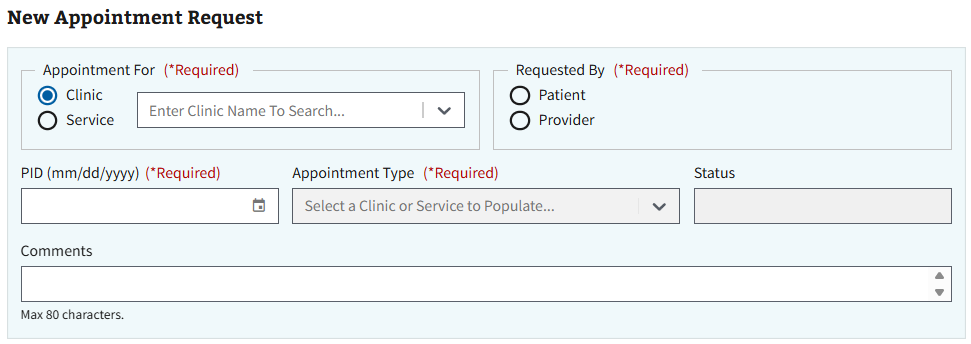 New Appointment Request
Appointment For (*Required)
Clinic
Service
Enter Clinic Name To Search...
Requested By (*Required)
Patient
Provider
PID (mm/dd/yyyy) (*Required)
Appointment Type (*Required)
Select a Clinic or Service to Populate...
Status
Comments
Max 80 characters.